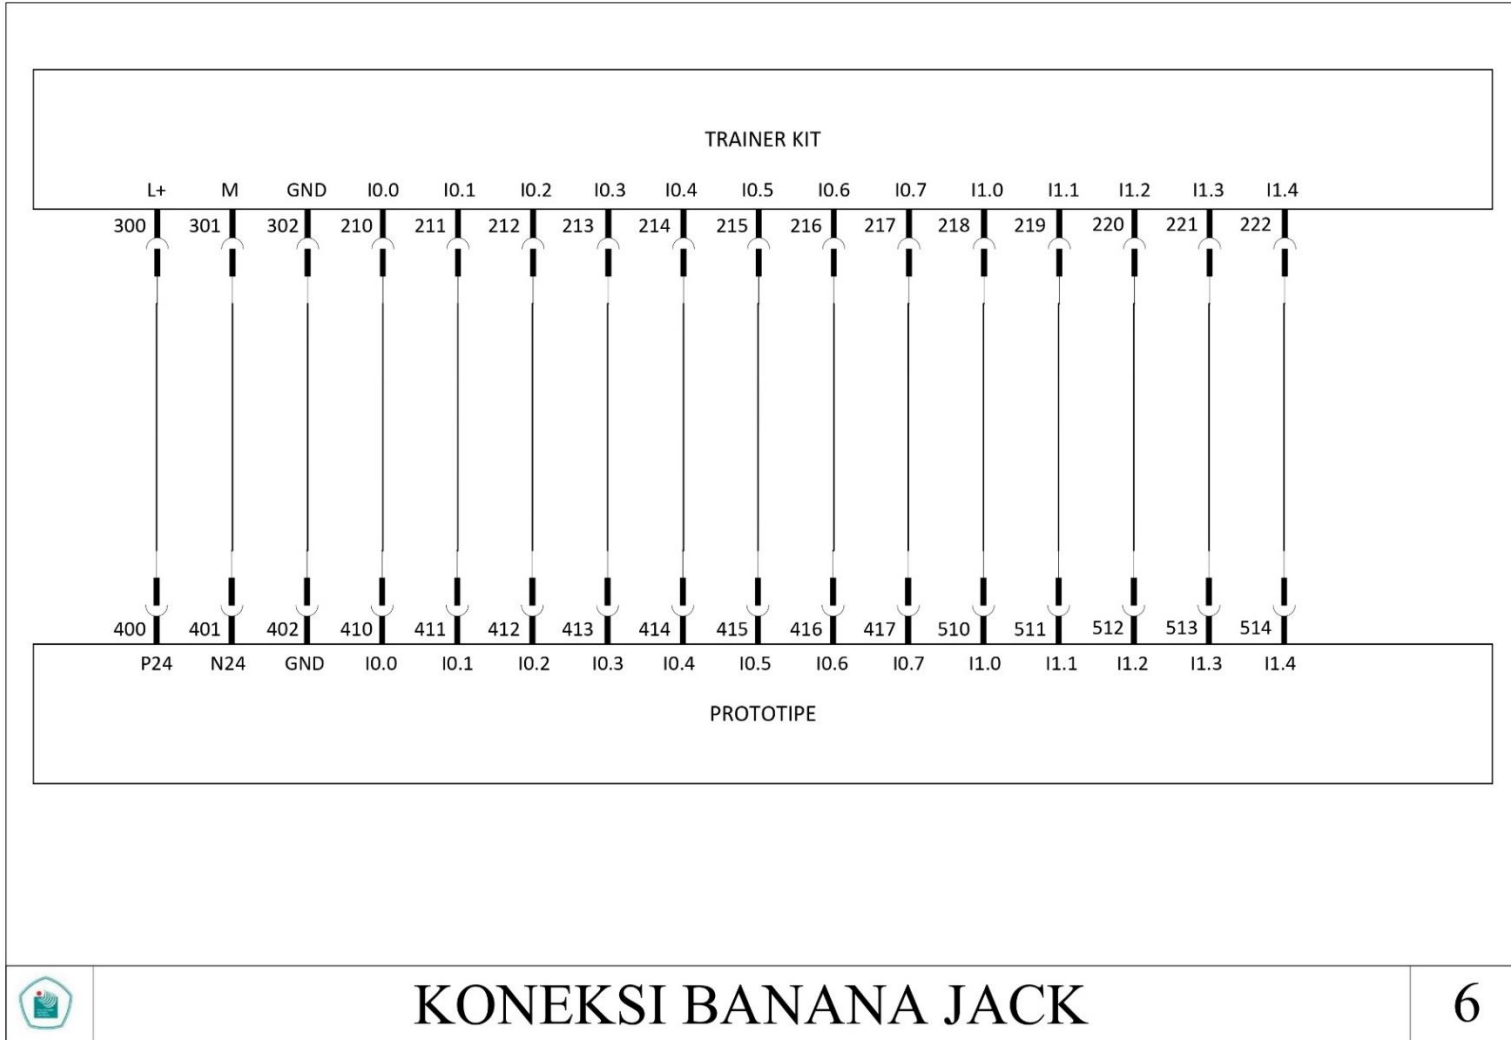 TRAINER KIT
L+ M GND I0.0 I0.1 I0.2 I0.3 I0.4 I0.5 I0.6 I0.7 I1.0 I1.1 I1.2 I1.3 I1.4
300 301 302 210 211 212 213 214 215 216 217 218 219 220 221 222
400 401 402 410 411 412 413 414 415 416 417 510 511 512 513 514
P24 N24 GND I0.0 I0.1 I0.2 I0.3 I0.4 I0.5 I0.6 I0.7 I1.0 I1.1 I1.2 I1.3 I1.4
PROTOTIPE
KONEKSI BANANA JACK
6